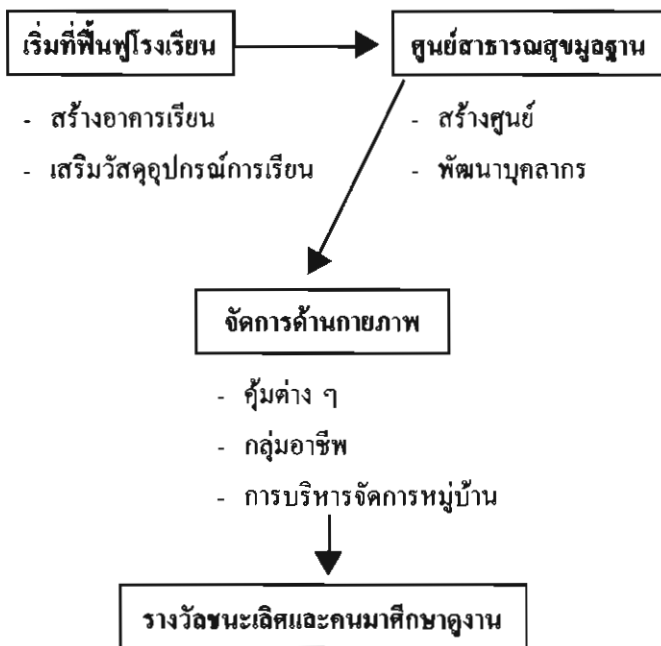 เริ่มที่ฟื้นฟูโรงเรียน
- สร้างอาคารเรียน
- เสริมวัสดุอุปกรณ์การเรียน
ศูนย์สาธารณสุขมูลฐาน
- สร้างศูนย์
- พัฒนาบุคลากร
จัดการด้านกายภาพ
- คุ้มต่าง ๆ
- กลุ่มอาชีพ
- การบริหารจัดการหมู่บ้าน
รางวัลชนะเลิศและคนมาศึกษาดูงาน